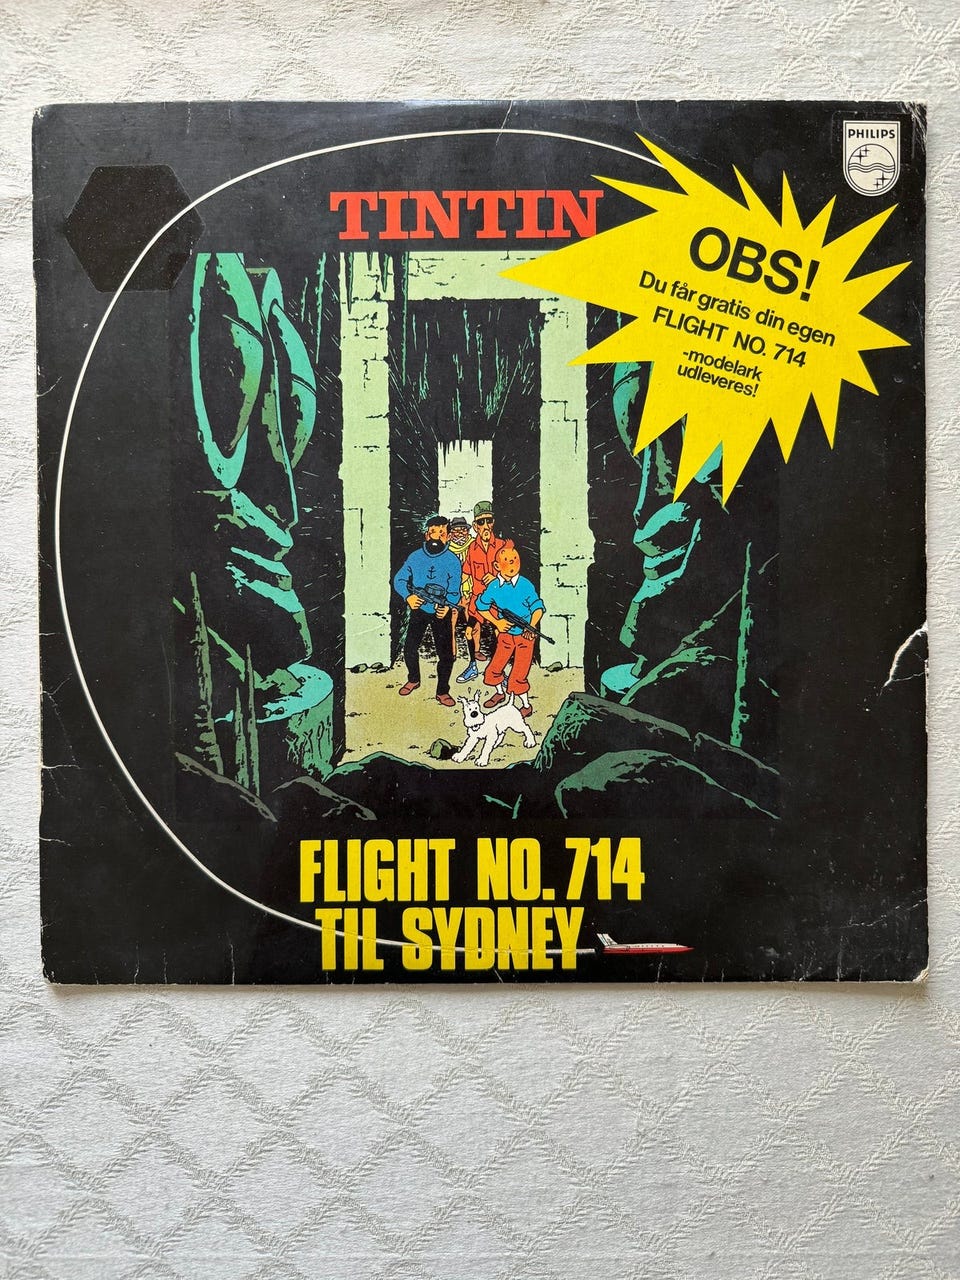 PHILIPS
TINTIN
OBS!
Du får gratis din egen
FLIGHT NO. 714
-modelark
udleveres!
FLIGHT NO. 714
TIL SYDNEY